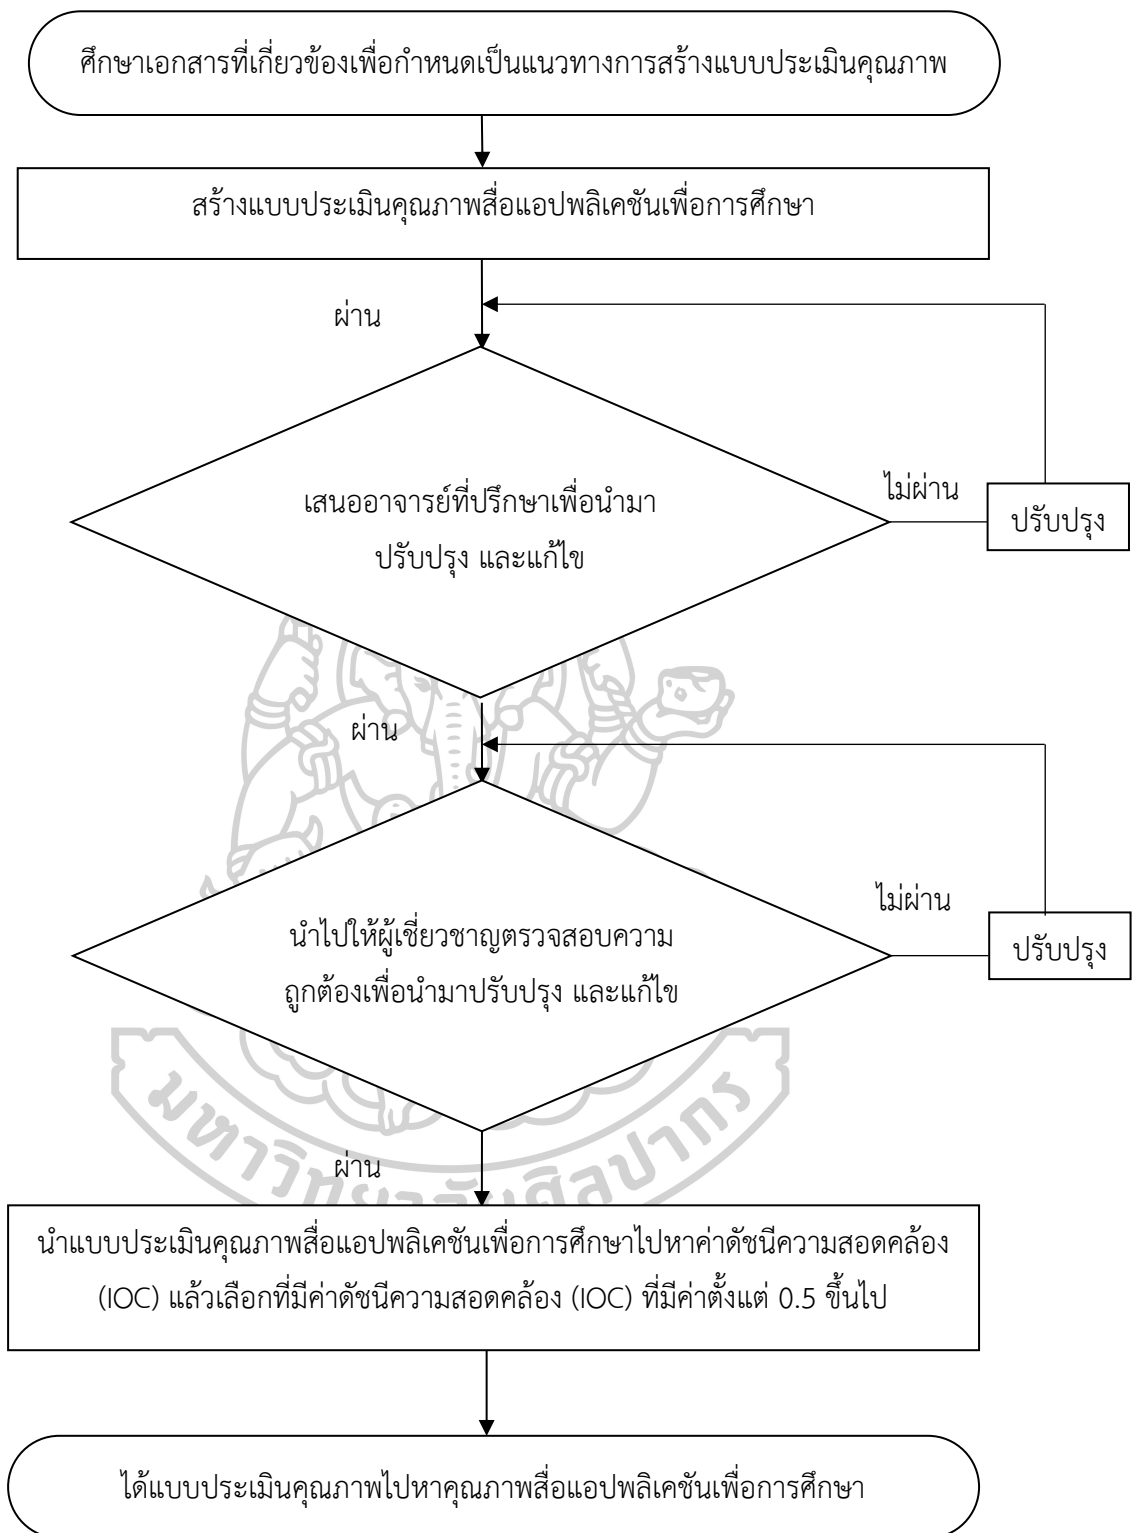 ศึกษาเอกสารที่เกี่ยวข้องเพื่อกำหนดเป็นแนวทางการสร้างแบบประเมินคุณภาพ
สร้างแบบประเมินคุณภาพสื่อแอปพลิเคชันเพื่อการศึกษา
ผ่าน
เสนออาจารย์ที่ปรึกษาเพื่อนำมา
ปรับปรุง และแก้ไข
ไม่ผ่าน
ปรับปรุง
ผ่าน
นำไปให้ผู้เชี่ยวชาญตรวจสอบความ
ถูกต้องเพื่อนำมาปรับปรุง และแก้ไข
ไม่ผ่าน
ปรับปรุง
มหาวิทยาลัยศิลปากร
ผ่าน
นำแบบประเมินคุณภาพสื่อแอปพลิเคชันเพื่อการศึกษาไปหาค่าดัชนีความสอดคล้อง
(IOC) แล้วเลือกที่มีค่าดัชนีความสอดคล้อง (IOC) ที่มีค่าตั้งแต่ 0.5 ขึ้นไป
ได้แบบประเมินคุณภาพไปหาคุณภาพสื่อแอปพลิเคชันเพื่อการศึกษา